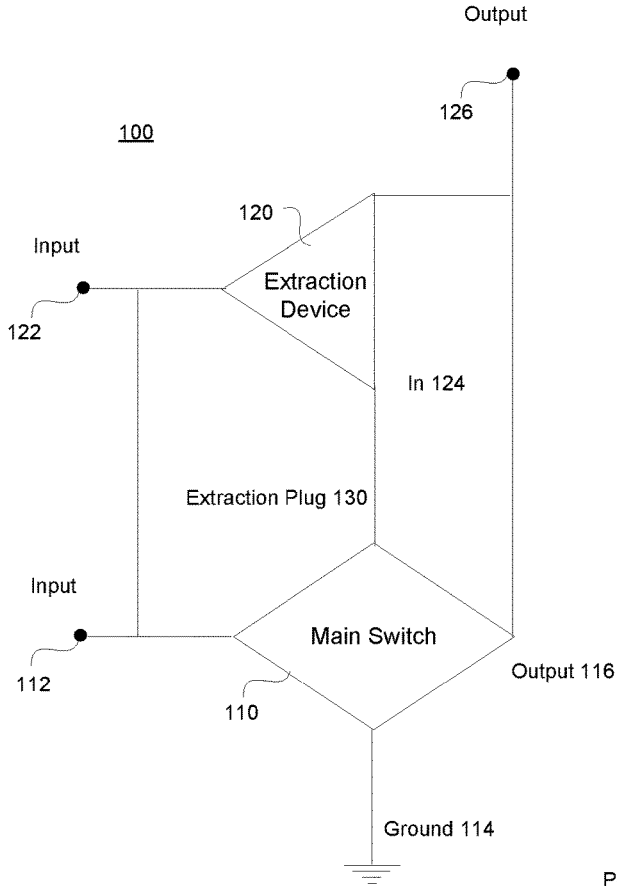 Output
126
100
120
Input
Extraction
Device
122
In 124
Extraction Plug 130
Input
Main Switch
112
Output 116
110
Ground 114
P